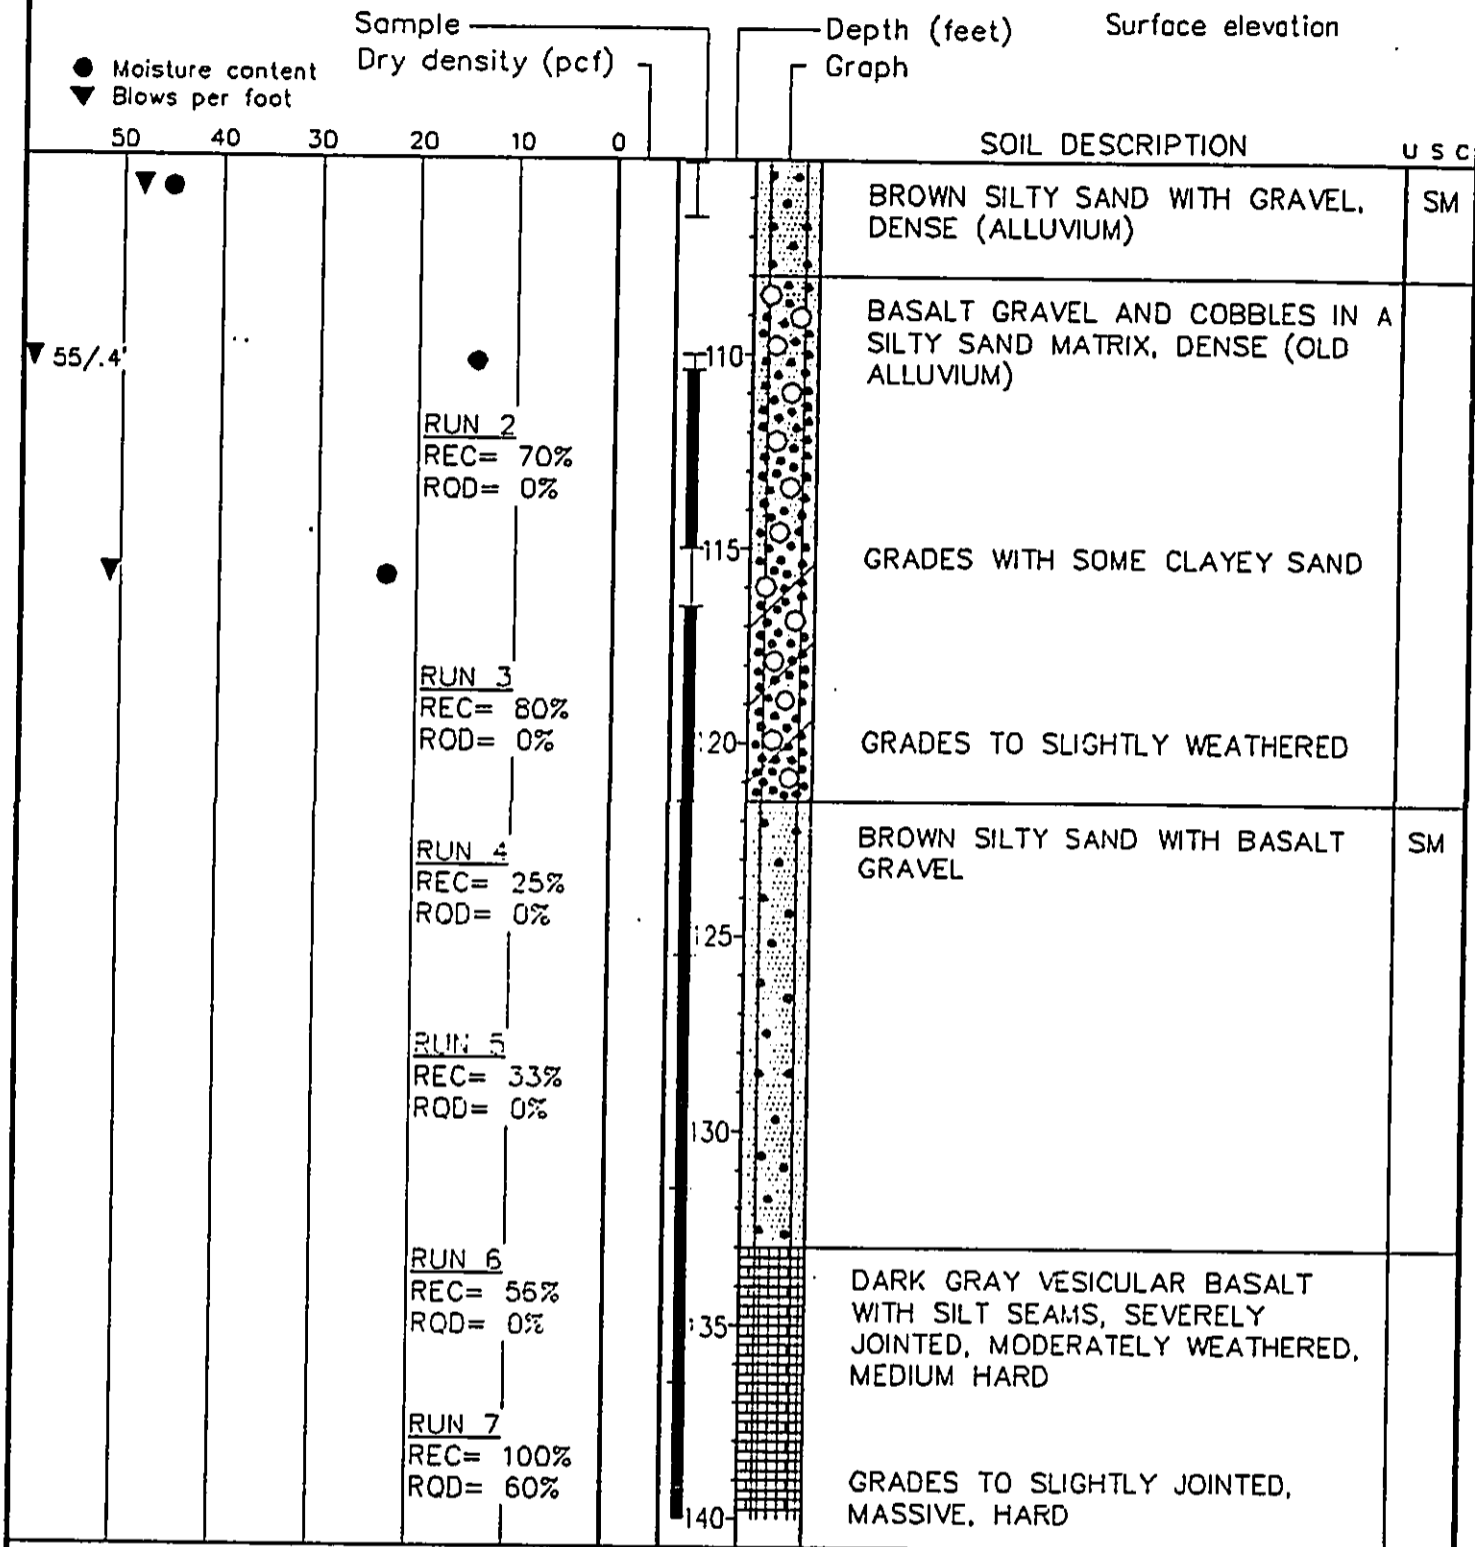 Sample
Depth (feet)
Surface elevation
Dry density (pcf)
Graph
Moisture content
Blows per foot
50 40 30 20 10 0
SOIL DESCRIPTION
U S C
BROWN SILTY SAND WITH GRAVEL,
DENSE (ALLUVIUM)
SM
BASALT GRAVEL AND COBBLES IN A
SILTY SAND MATRIX, DENSE (OLD
ALLUVIUM)
55/.4'
110
RUN 2
REC= 70%
RQD= 0%
115
GRADES WITH SOME CLAYEY SAND
RUN 3
REC= 80%
RQD= 0%
120
GRADES TO SLIGHTLY WEATHERED
BROWN SILTY SAND WITH BASALT
GRAVEL
SM
RUN 4
REC= 25%
RQD= 0%
125
RUN 5
REC= 33%
RQD= 0%
130
RUN 6
REC= 56%
RQD= 0%
135
DARK GRAY VESICULAR BASALT
WITH SILT SEAMS, SEVERELY
JOINTED, MODERATELY WEATHERED,
MEDIUM HARD
RUN 7
REC= 100%
RQD= 60%
GRADES TO SLIGHTLY JOINTED,
MASSIVE, HARD
140